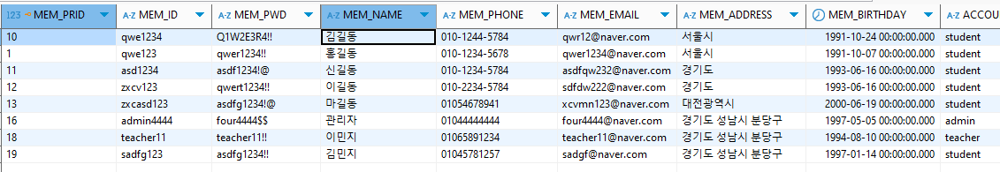 123 MEM_PRID A-Z MEM_ID A-Z MEM_PWD A-Z MEM_NAME A-Z MEM_PHONE A-Z MEM_EMAIL A-Z MEM_ADDRESS MEM_BIRTHDAY A-Z ACCOU
10 qwe1234 Q1W2E3R4!! 김길동 010-1244-5784 qwr12@naver.com 서울시 1991-10-24 00:00:00.000 student
1 qwe123 qwer1234!! 홍길동 010-1234-5678 qwer1234@naver.com 서울시 1991-10-07 00:00:00.000 student
11 asd1234 asdf1234!@ 신길동 010-1234-5784 asdfqw232@naver.com 경기도 1993-06-16 00:00:00.000 student
12 zxcv123 qwert1234!! 이길동 010-2234-5784 sdfdw222@naver.com 경기도 1993-06-16 00:00:00.000 student
13 zxcasd123 asdfg1234!@ 마길동 01054678941 xcvmn123@naver.com 대전광역시 2000-06-19 00:00:00.000 student
16 admin4444 four4444$$ 관리자 01044444444 four4444@naver.com 경기도 성남시 분당구 1997-05-05 00:00:00.000 admin
18 teacher11 teacher11!! 이민지 01065891234 teacher11@naver.com 경기도 성남시 분당구 1994-08-10 00:00:00.000 teacher
19 sadfg123 asdfg1234!! 김민지 01045781257 sadgf@naver.com 경기도 성남시 분당구 1997-01-14 00:00:00.000 student